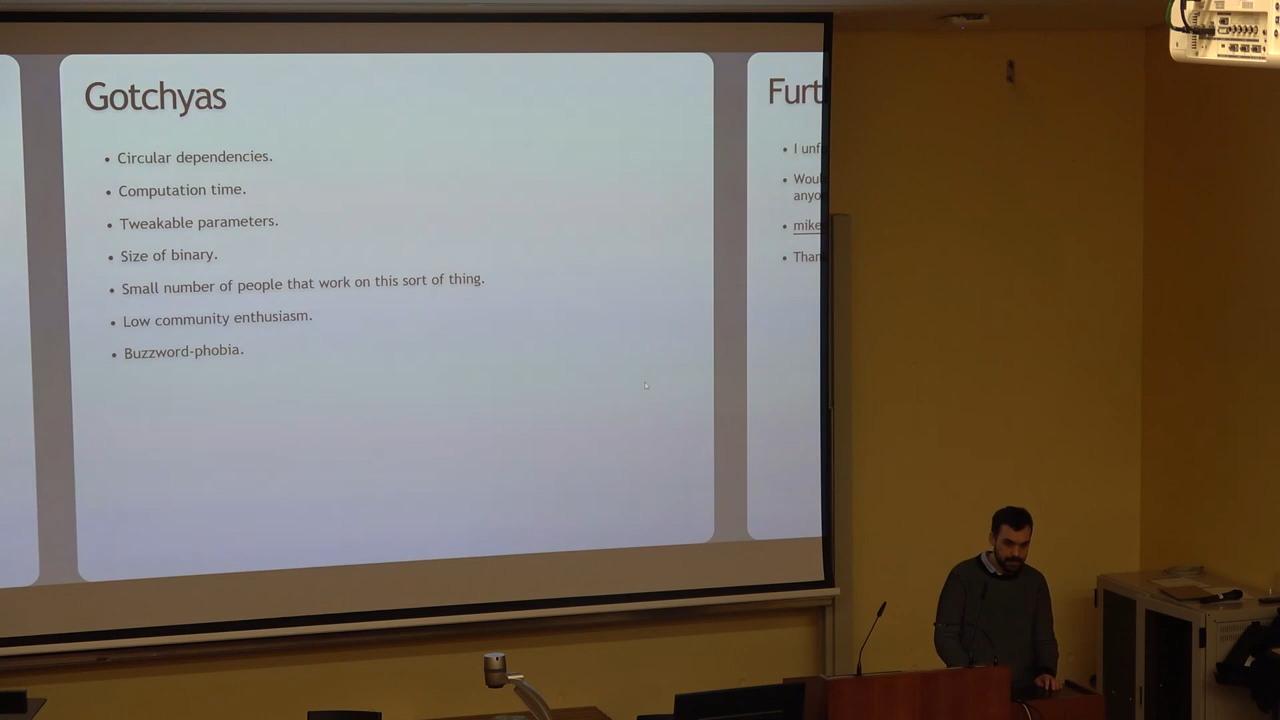 Gotchyas
• Circular dependencies.
• Computation time.
• Tweakable parameters.
• Size of binary.
• Small number of people that work on this sort of thing.
• Low community enthusiasm.
• Buzzword-phobia.
Furt
• I unf
• Woul
anyo
• mike
• Than